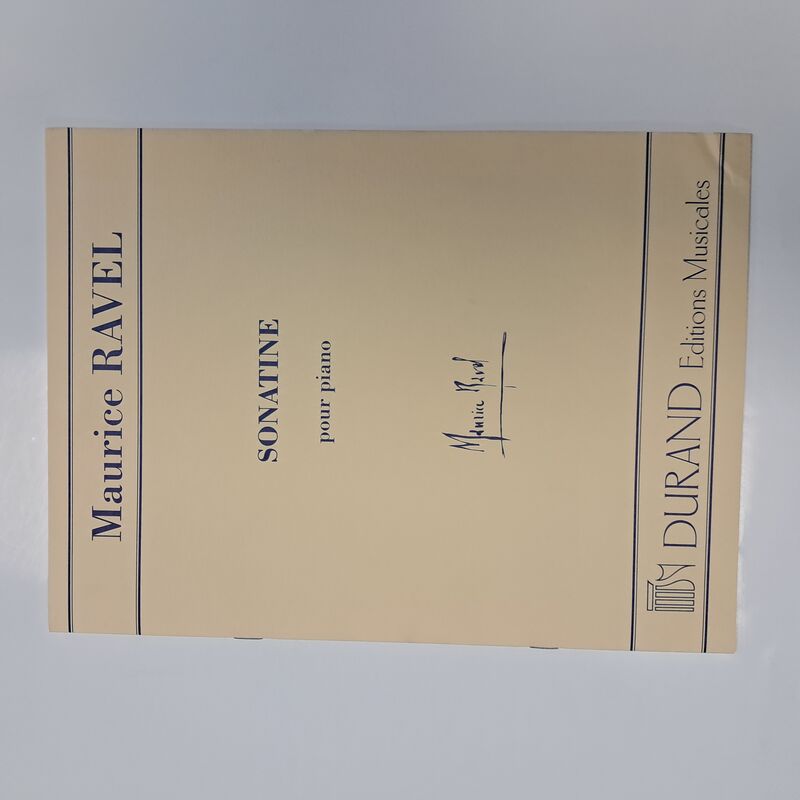 Maurice RAVEL
SONATINE
pour piano
Maurice Ravel
DURAND Editions Musicales